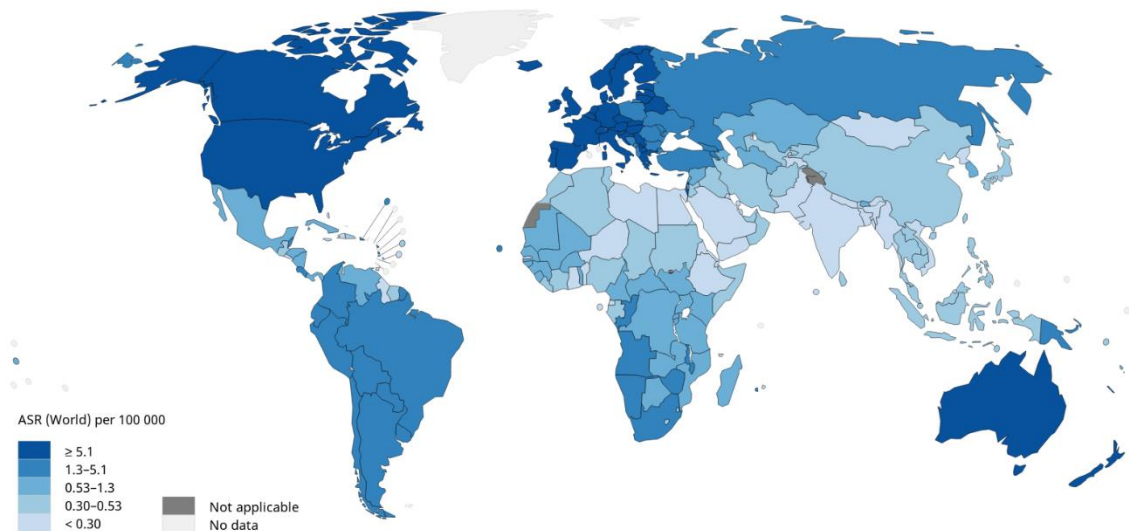 ASR (World) per 100 000
≥ 5.1
1.3–5.1
0.53–1.3
0.30–0.53
< 0.30
Not applicable
No data